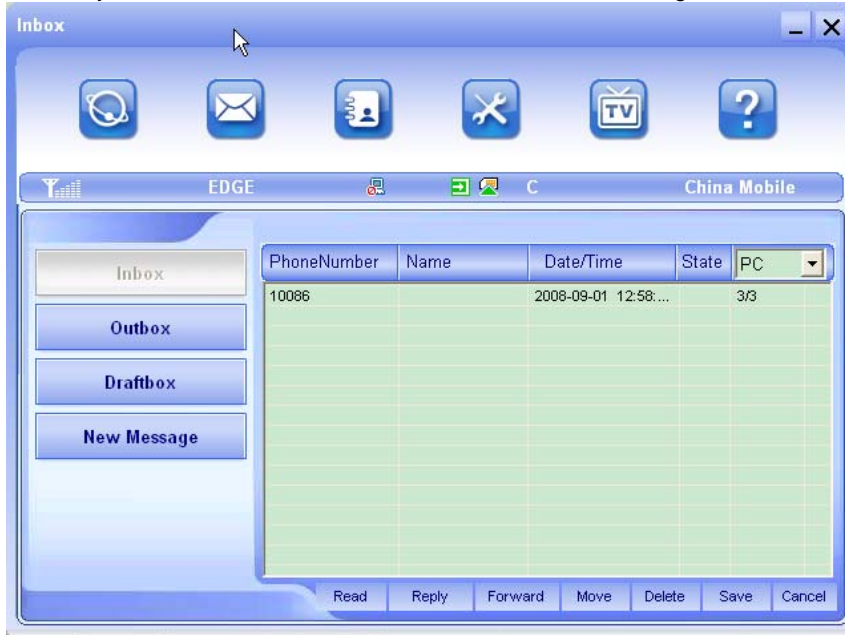 Inbox
TV
?
EDGE C China Mobile
PhoneNumber Name Date/Time State PC
10086 2008-09-01 12:58:... 3/3
Inbox
Outbox
Draftbox
New Message
Read Reply Forward Move Delete Save Cancel